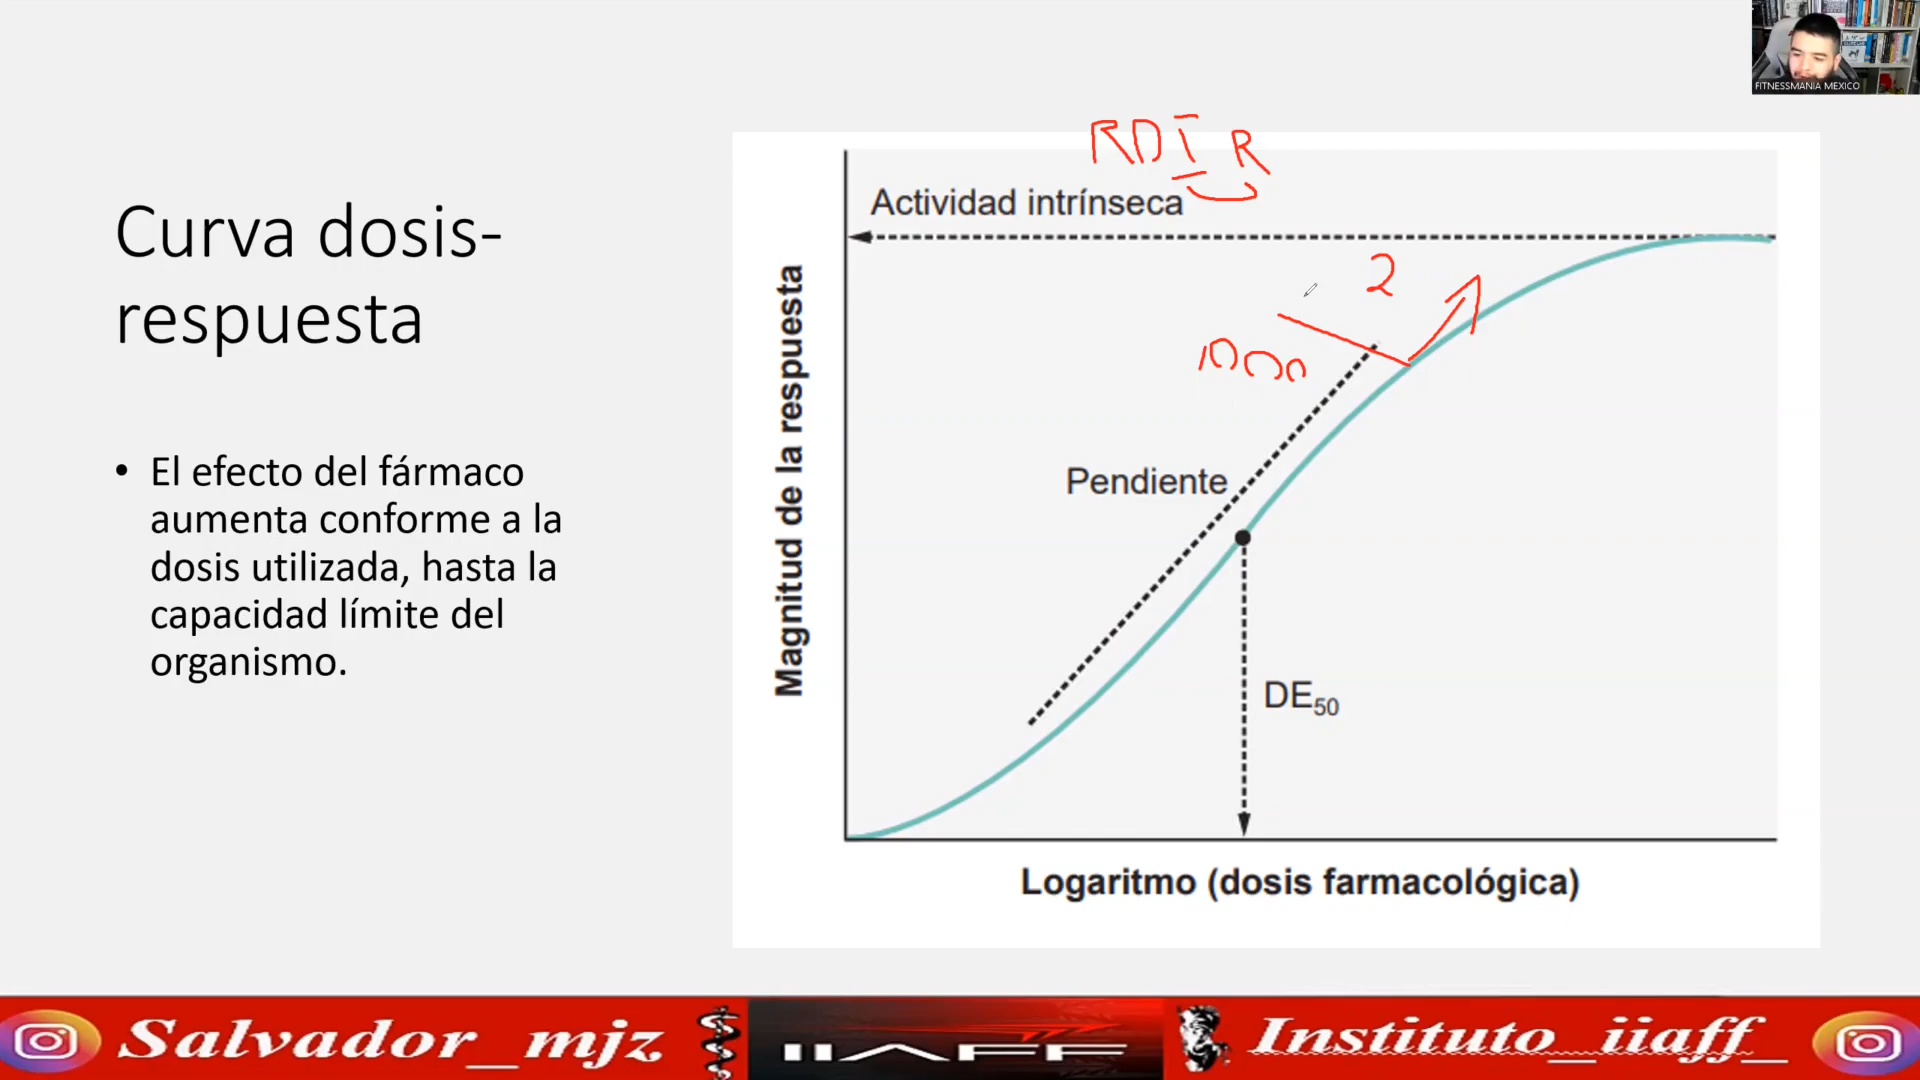 FITNESSMANIA MEXICO
RDI R
Curva dosis-
respuesta
• El efecto del fármaco
aumenta conforme a la
dosis utilizada, hasta la
capacidad límite del
organismo.
Actividad intrínseca
2
1000
Pendiente
DE50
Magnitud de la respuesta
Logaritmo (dosis farmacológica)
Salvador_mjz
IIAFF
Instituto_iiaff_